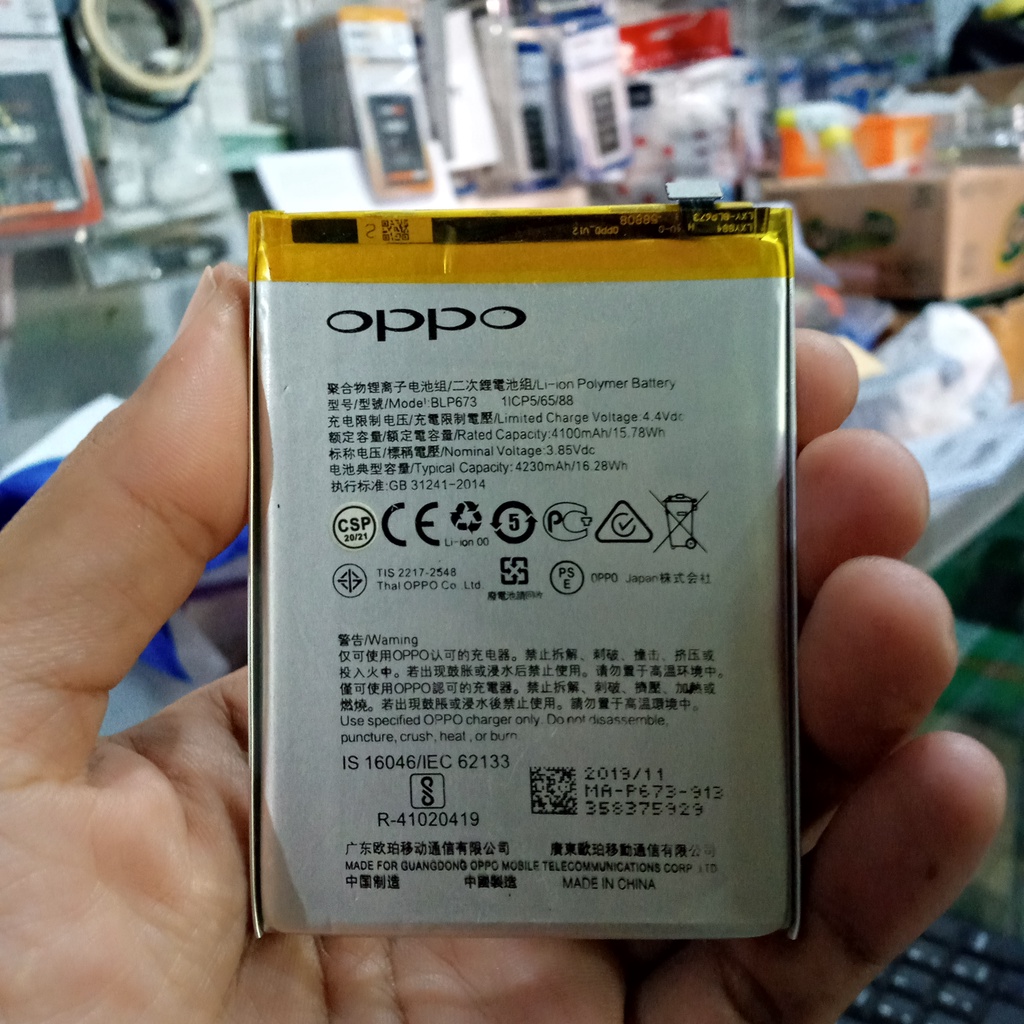 OPPO_V12
LXY-BLP673
oppo
聚合物锂离子电池组/二次鋰電池組/Li-ion Polymer Battery
型号/型號/Model:BLP673 1ICP5/65/88
充电限制电压/充電限制電壓/Limited Charge Voltage:4.4Vdc
额定容量/額定電容量/Rated Capacity:4100mAh/15.78Wh
标称电压/標稱電壓/Nominal Voltage:3.85Vdc
电池典型容量/Typical Capacity:4230mAh/16.28Wh
执行标准:GB 31241-2014
CSP
20/21
CE
Li-ion 00
5
TIS 2217-2548
Thai OPPO Co., Ltd.
廢電池請回收
PS
E
OPPO Japan株式会社
警告/Warning
仅可使用OPPO认可的充电器。禁止拆解、刺破、撞击、挤压或
投入火中。若出现鼓胀或浸水后禁止使用。请勿置于高温环境中。
僅可使用OPPO認可的充電器。禁止拆解、刺破、擠壓、加熱或
燃燒。若出現鼓脹或浸水後禁止使用。請勿置于高溫環境中。
Use specified OPPO charger only. Do not disassemble,
puncture, crush, heat , or burn
IS 16046/IEC 62133
R-41020419
2019/11
MA-P673-913
358375929
广东欧珀移动通信有限公司 廣東歐珀移動通信有限公司
MADE FOR GUANGDONG OPPO MOBILE TELECOMMUNICATIONS CORP. LTD
中国制造 中國製造 MADE IN CHINA